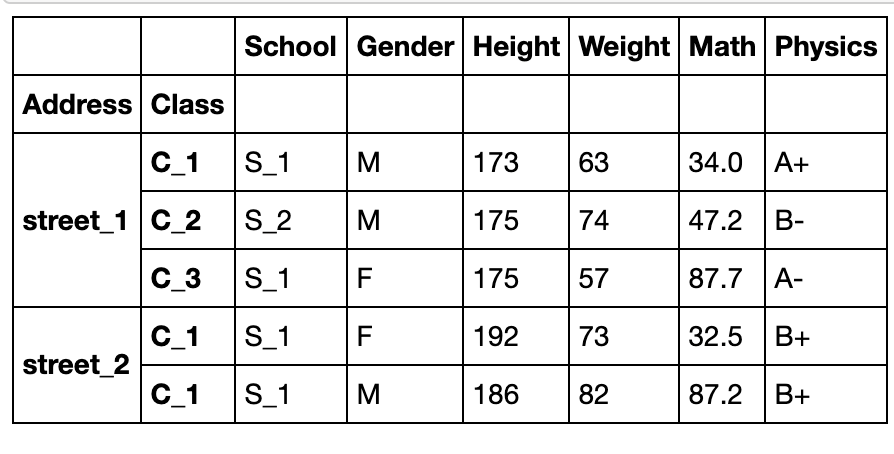 School Gender Height Weight Math Physics
Address Class
street_1 C_1 S_1 M 173 63 34.0 A+
C_2 S_2 M 175 74 47.2 B-
C_3 S_1 F 175 57 87.7 A-
street_2 C_1 S_1 F 192 73 32.5 B+
C_1 S_1 M 186 82 87.2 B+